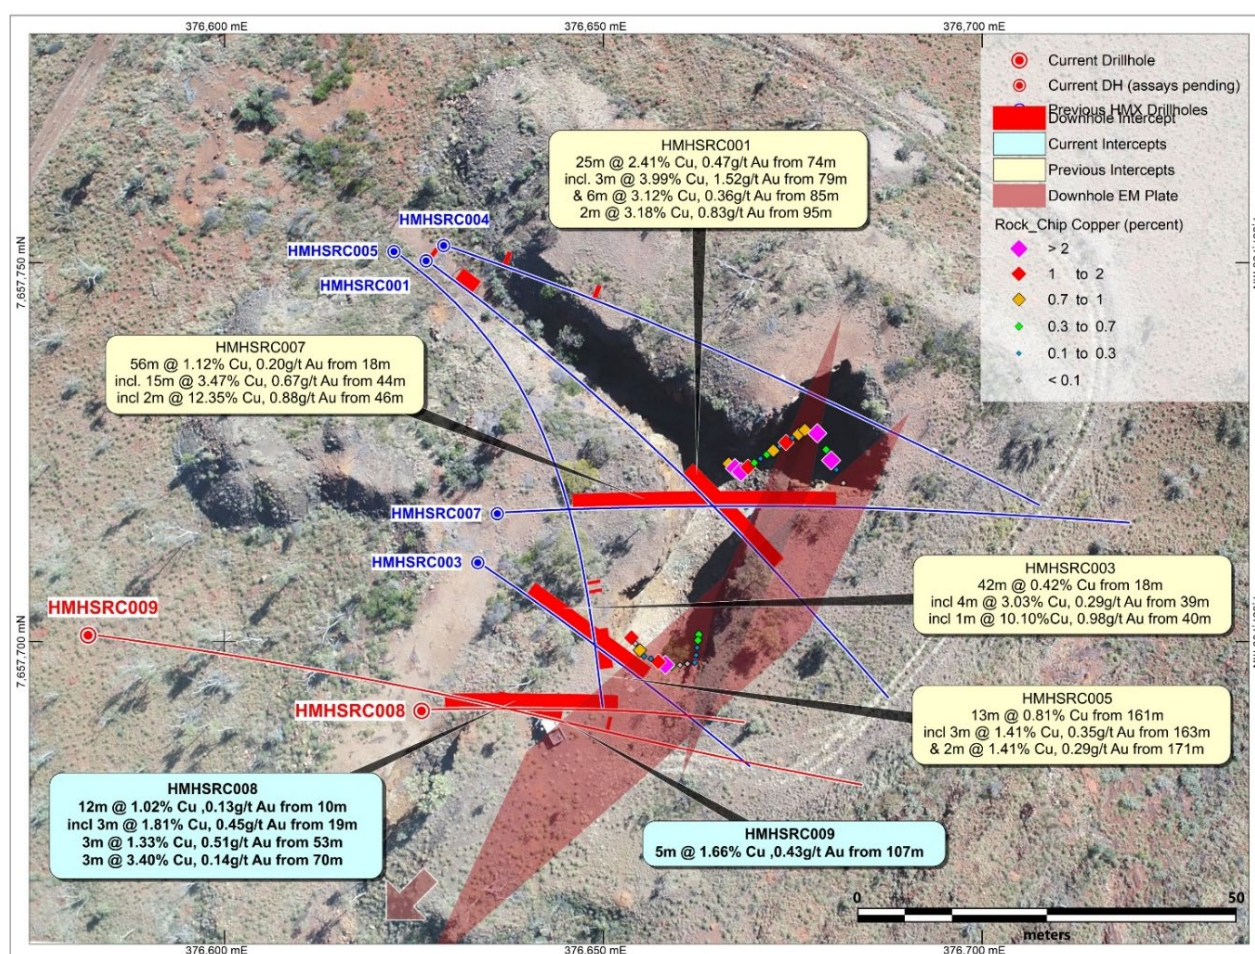 376,600 mE
376,650 mE
376,700 mE
Current Drillhole
Current DH (assays pending)
Previous HMX Drillholes
Downhole Intercept
Current Intercepts
Previous Intercepts
Downhole EM Plate
Rock_Chip Copper (percent)
> 2
1 to 2
0.7 to 1
0.3 to 0.7
0.1 to 0.3
< 0.1
HMHSRC001
25m @ 2.41% Cu, 0.47g/t Au from 74m
incl. 3m @ 3.99% Cu, 1.52g/t Au from 79m
& 6m @ 3.12% Cu, 0.36g/t Au from 85m
2m @ 3.18% Cu, 0.83g/t Au from 95m
HMHSRC004
HMHSRC005
HMHSRC001
7,657,750 mN
HMHSRC007
56m @ 1.12% Cu, 0.20g/t Au from 18m
incl. 15m @ 3.47% Cu, 0.67g/t Au from 44m
incl 2m @ 12.35% Cu, 0.88g/t Au from 46m
HMHSRC007
HMHSRC003
HMHSRC003
42m @ 0.42% Cu from 18m
incl 4m @ 3.03% Cu, 0.29g/t Au from 39m
incl 1m @ 10.10%Cu, 0.98g/t Au from 40m
HMHSRC009
7,657,700 mN
HMHSRC008
HMHSRC005
13m @ 0.81% Cu from 161m
incl 3m @ 1.41% Cu, 0.35g/t Au from 163m
& 2m @ 1.41% Cu, 0.29g/t Au from 171m
HMHSRC008
12m @ 1.02% Cu ,0.13g/t Au from 10m
incl 3m @ 1.81% Cu, 0.45g/t Au from 19m
3m @ 1.33% Cu, 0.51g/t Au from 53m
3m @ 3.40% Cu, 0.14g/t Au from 70m
HMHSRC009
5m @ 1.66% Cu ,0.43g/t Au from 107m
0
50
meters
376,600 mE
376,650 mE
376,700 mE